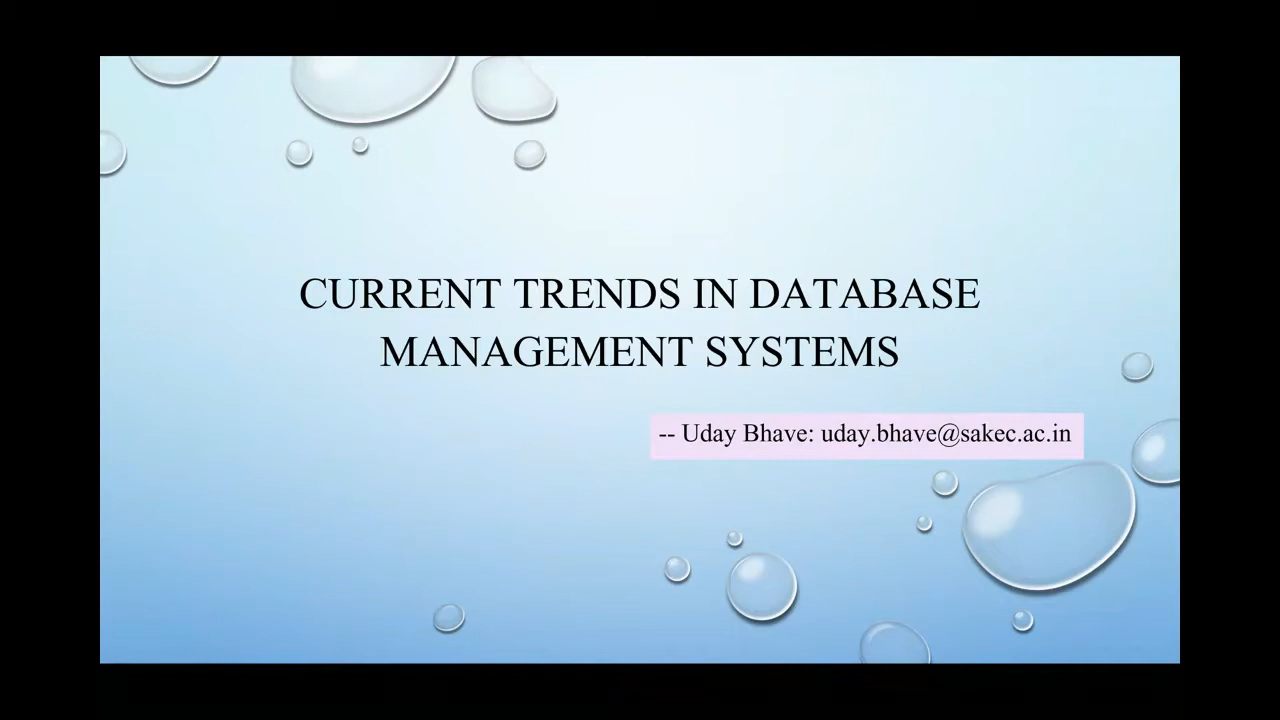 CURRENT TRENDS IN DATABASE
MANAGEMENT SYSTEMS
-- Uday Bhave: uday.bhave@sakec.ac.in